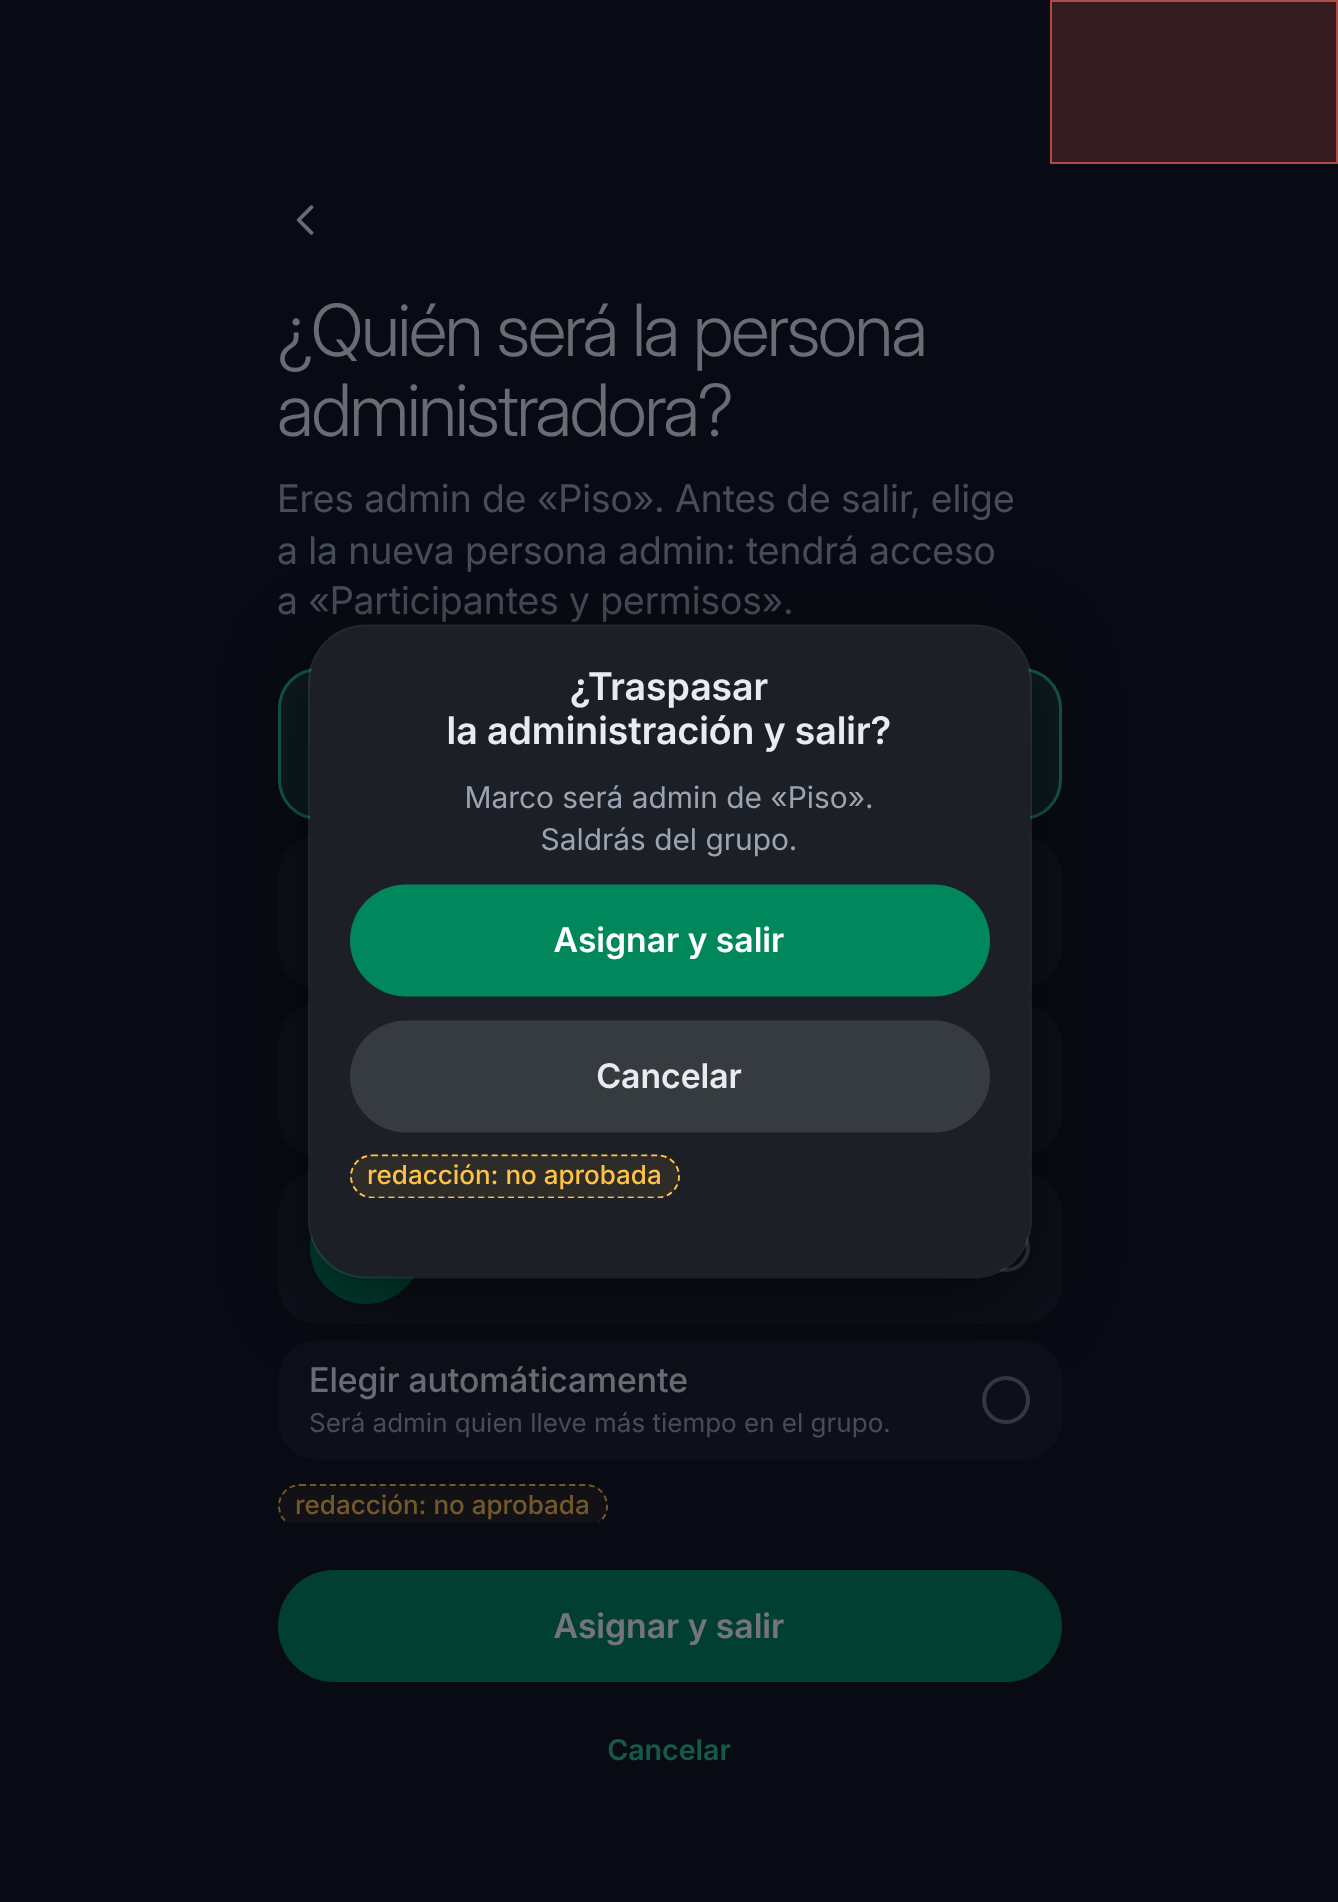 ¿Quién será la persona
administradora?
Eres admin de «Piso». Antes de salir, elige
a la nueva persona admin: tendrá acceso
a «Participantes y permisos».
¿Traspasar
la administración y salir?
Marco será admin de «Piso».
Saldrás del grupo.
Asignar y salir
Cancelar
redacción: no aprobada
Elegir automáticamente
Será admin quien lleve más tiempo en el grupo.
redacción: no aprobada
Asignar y salir
Cancelar